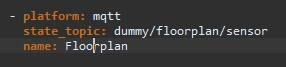 - platform: mqtt
state_topic: dummy/floorplan/sensor
name: Floorplan